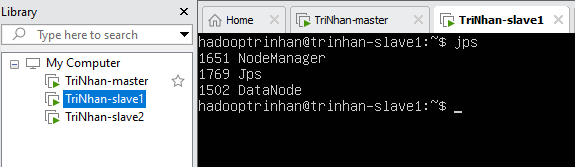 Library
Type here to search
My Computer
TriNhan-master
TriNhan-slave1
TriNhan-slave2
Home
TriNhan-master
TriNhan-slave1
hadooptrinhan@trinhan-slave1:~$ jps
1651 NodeManager
1769 Jps
1502 DataNode
hadooptrinhan@trinhan-slave1:~$ _